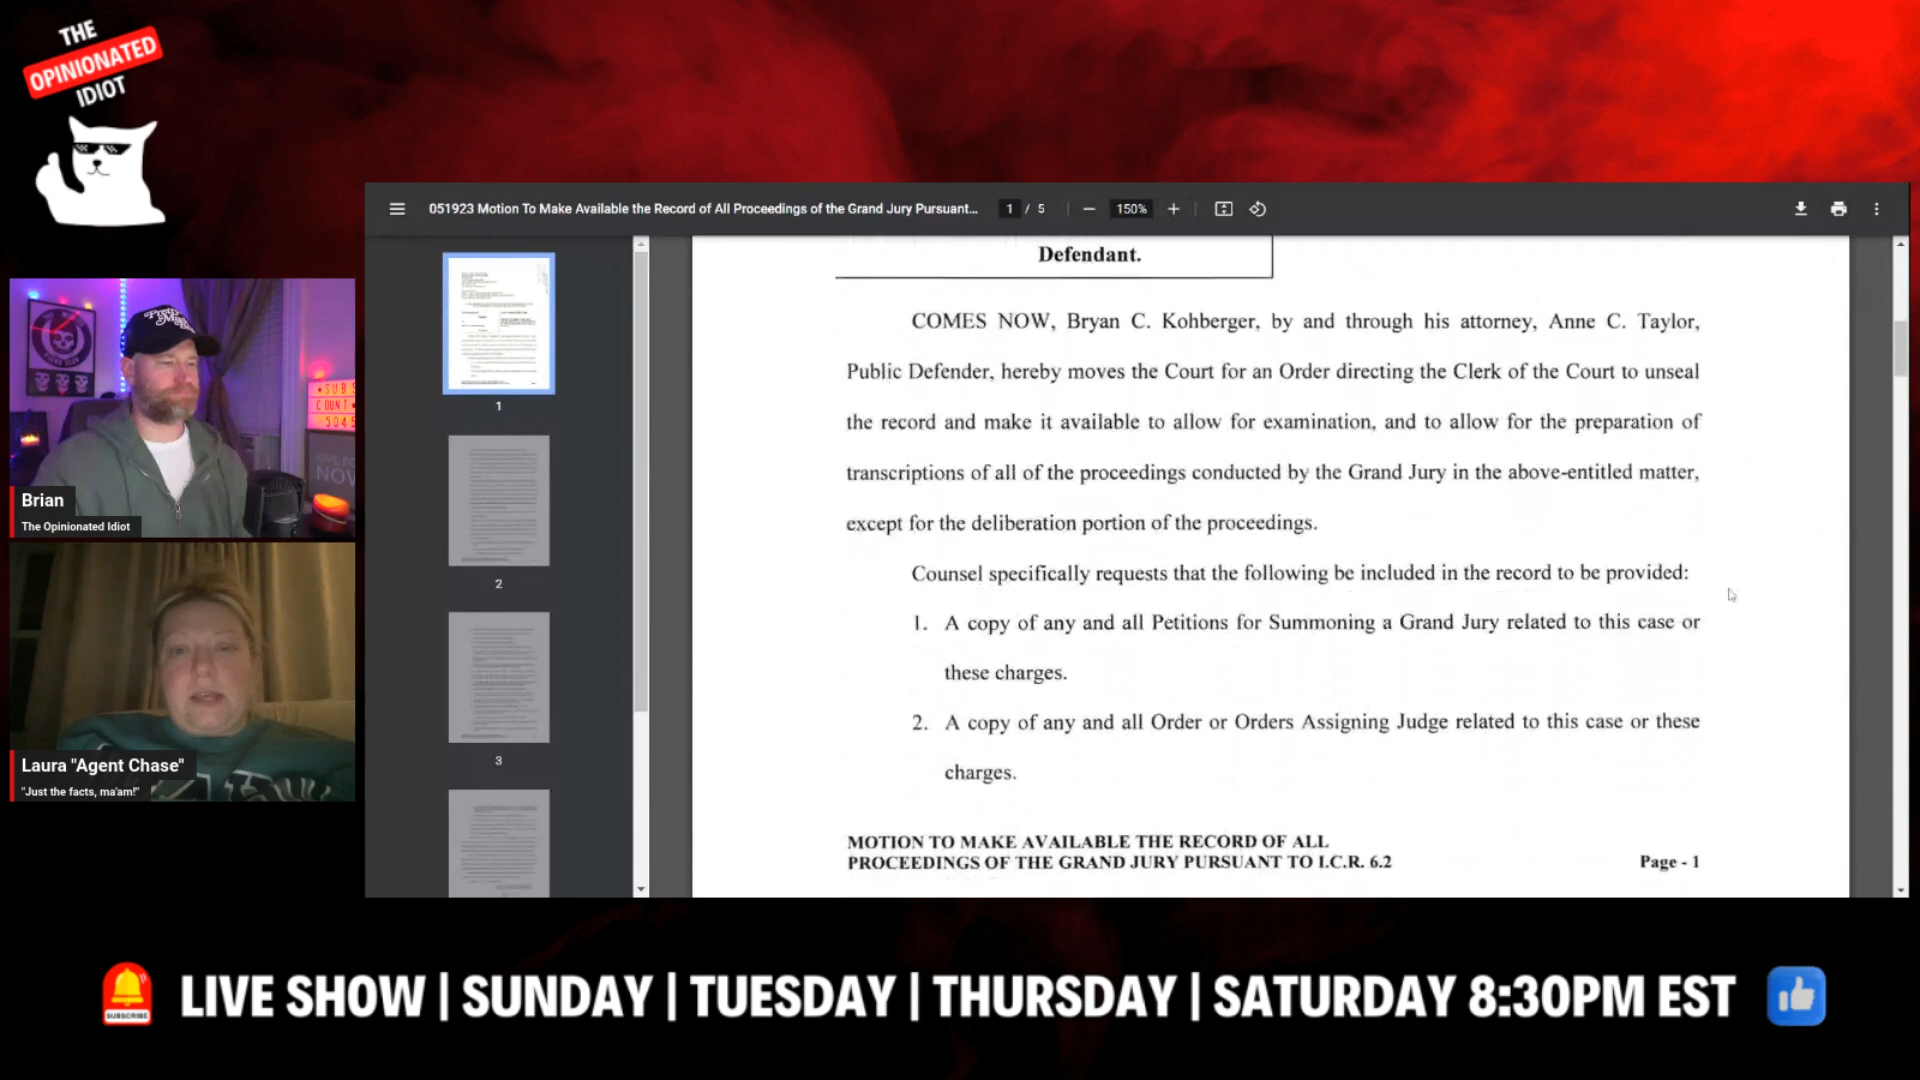 THE
OPINIONATED
IDIOT
051923 Motion To Make Available the Record of All Proceedings of the Grand Jury Pursuant...
1 / 5
150%
Defendant.
COMES NOW, Bryan C. Kohberger, by and through his attorney, Anne C. Taylor,
Public Defender, hereby moves the Court for an Order directing the Clerk of the Court to unseal
the record and make it available to allow for examination, and to allow for the preparation of
transcriptions of all of the proceedings conducted by the Grand Jury in the above-entitled matter,
except for the deliberation portion of the proceedings.
Counsel specifically requests that the following be included in the record to be provided:
1. A copy of any and all Petitions for Summoning a Grand Jury related to this case or
these charges.
2. A copy of any and all Order or Orders Assigning Judge related to this case or these
charges.
MOTION TO MAKE AVAILABLE THE RECORD OF ALL
PROCEEDINGS OF THE GRAND JURY PURSUANT TO I.C.R. 6.2
Page - 1
1
2
3
SUBS
COUNT
5045
Brian
The Opinionated Idiot
Laura "Agent Chase"
"Just the facts, ma'am!"
SUBSCRIBE
LIVE SHOW | SUNDAY | TUESDAY | THURSDAY | SATURDAY 8:30PM EST